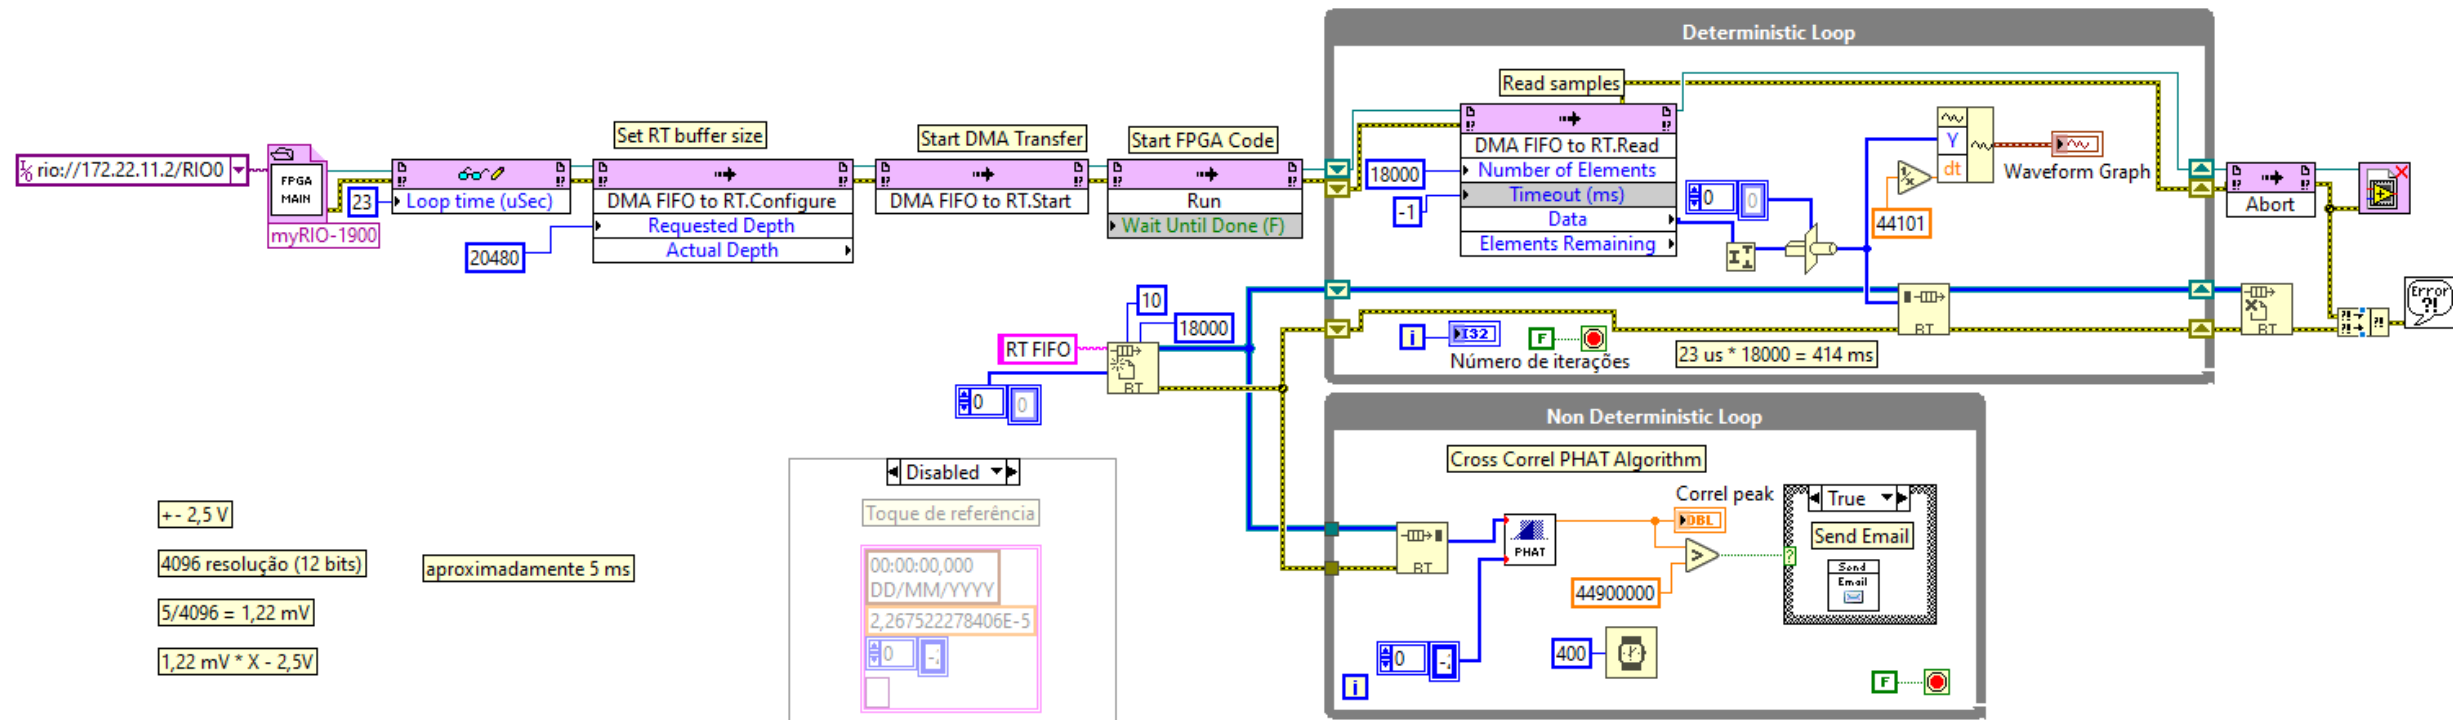 Deterministic Loop
Read samples
Set RT buffer size
Start DMA Transfer
Start FPGA Code
rio://172.22.11.2/RIO0
FPGA
MAIN
myRIO-1900
23
Loop time (uSec)
DMA FIFO to RT.Configure
Requested Depth
Actual Depth
20480
DMA FIFO to RT.Start
Run
Wait Until Done (F)
18000
-1
DMA FIFO to RT.Read
Number of Elements
Timeout (ms)
Data
Elements Remaining
0
0
Y
dt
1/x
44101
Waveform Graph
Abort
RT FIFO
10
18000
RT
0
0
i
I32
Número de iterações
F
23 us * 18000 = 414 ms
RT
RT
Error
?!
Non Deterministic Loop
Cross Correl PHAT Algorithm
RT
PHAT
Correl peak
DBL
>
44900000
True
?
Send Email
Send
Email
0
400
i
F
Disabled
Toque de referência
00:00:00,000
DD/MM/YYYY
2,267522278406E-5
0
+- 2,5 V
4096 resolução (12 bits)
aproximadamente 5 ms
5/4096 = 1,22 mV
1,22 mV * X - 2,5V